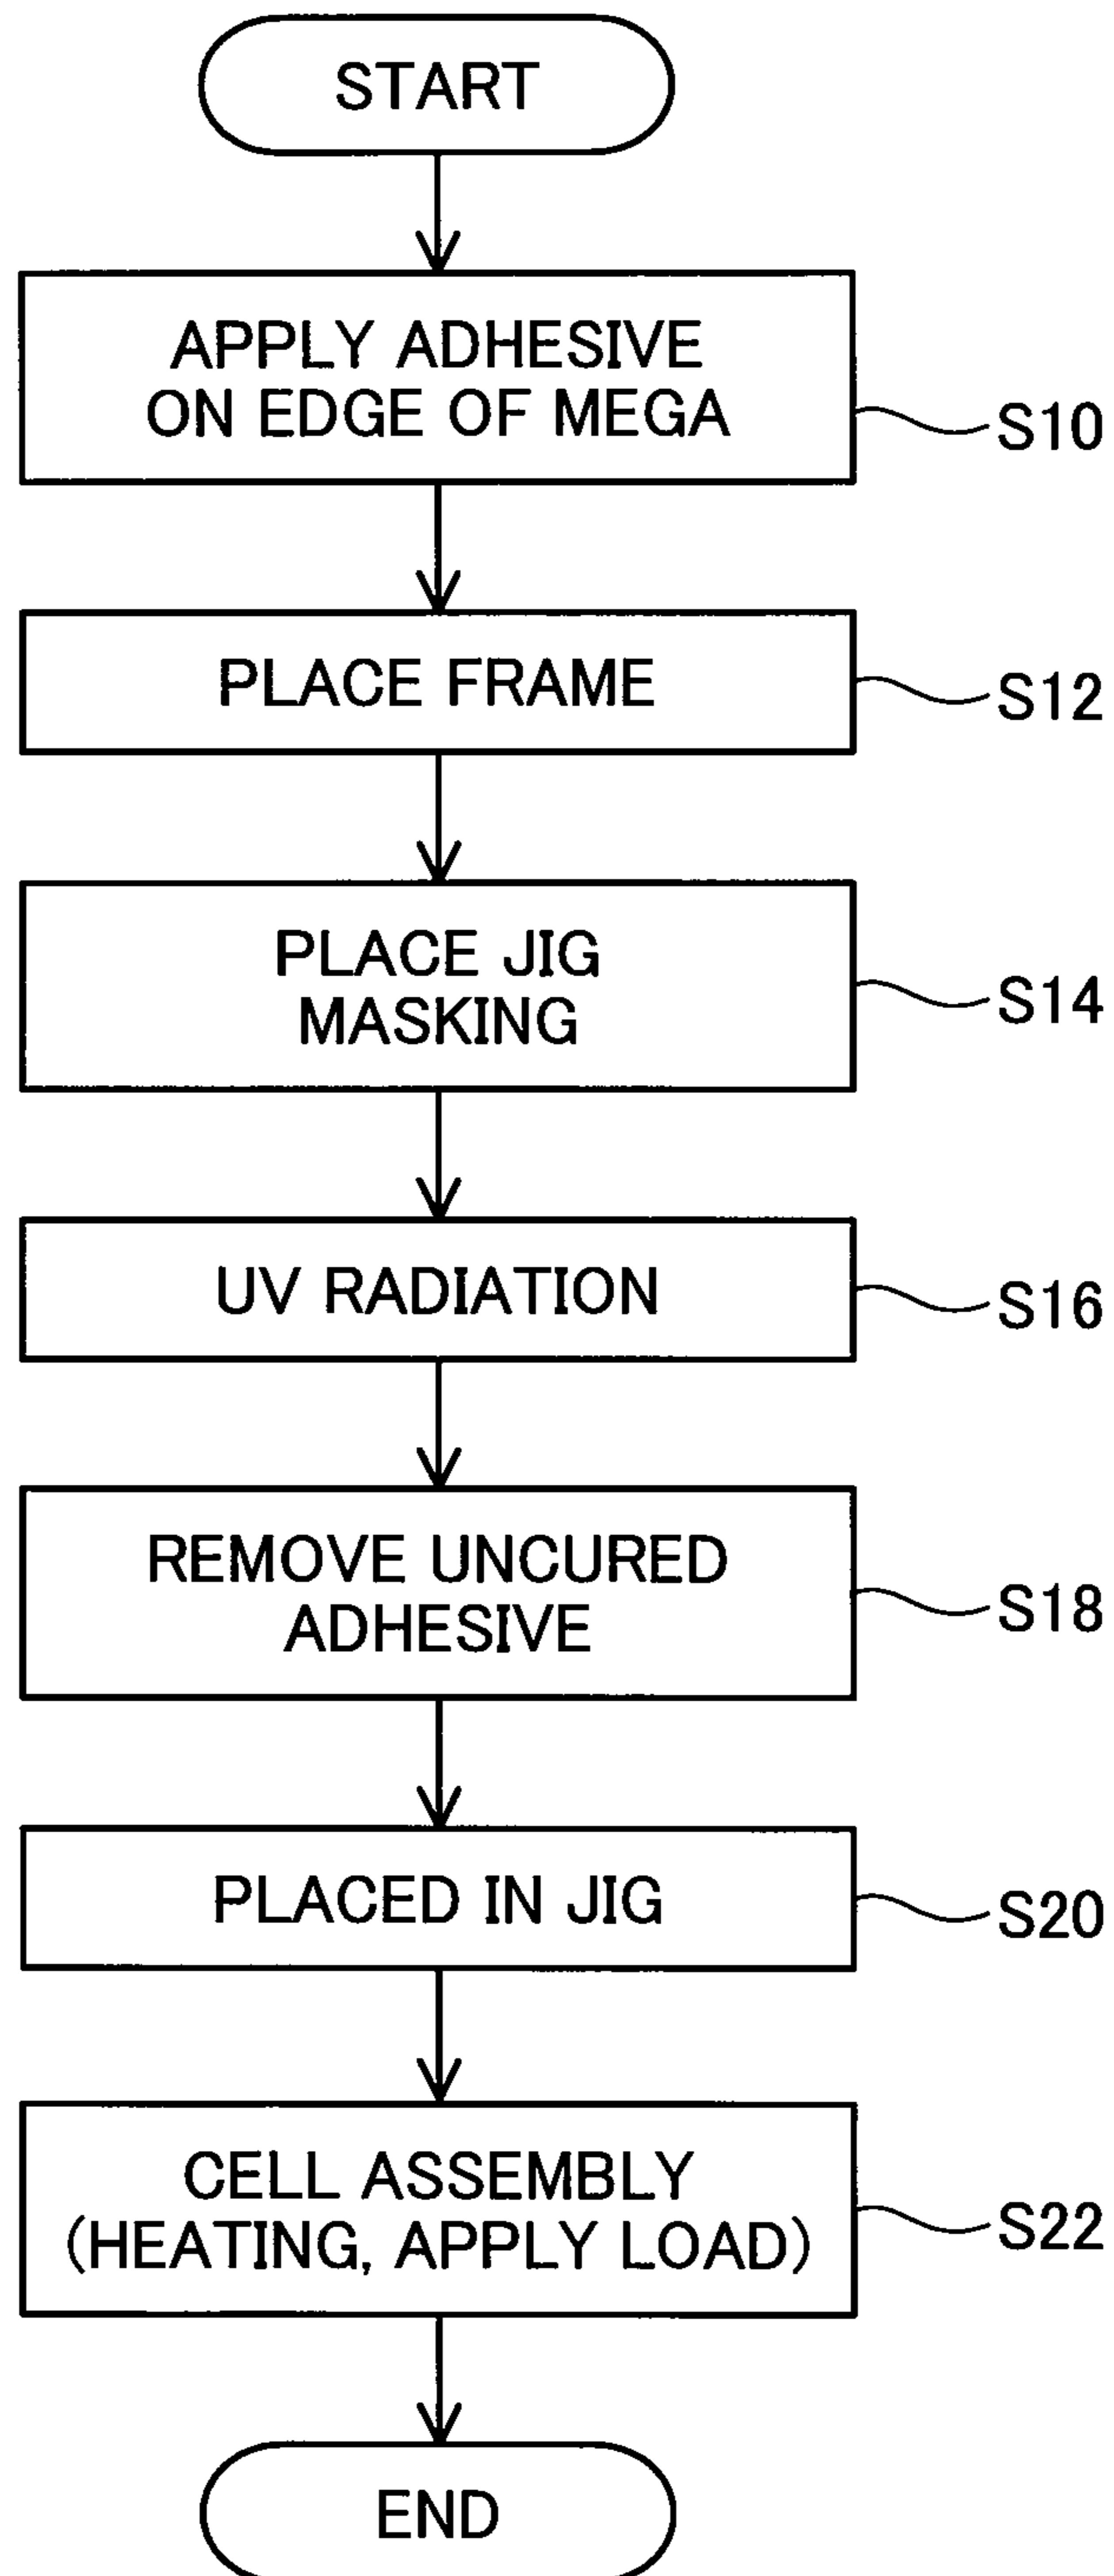 START
APPLY ADHESIVE
ON EDGE OF MEGA
S10
PLACE FRAME
S12
PLACE JIG
MASKING
S14
UV RADIATION
S16
REMOVE UNCURED
ADHESIVE
S18
PLACED IN JIG
S20
CELL ASSEMBLY
(HEATING, APPLY LOAD)
S22
END